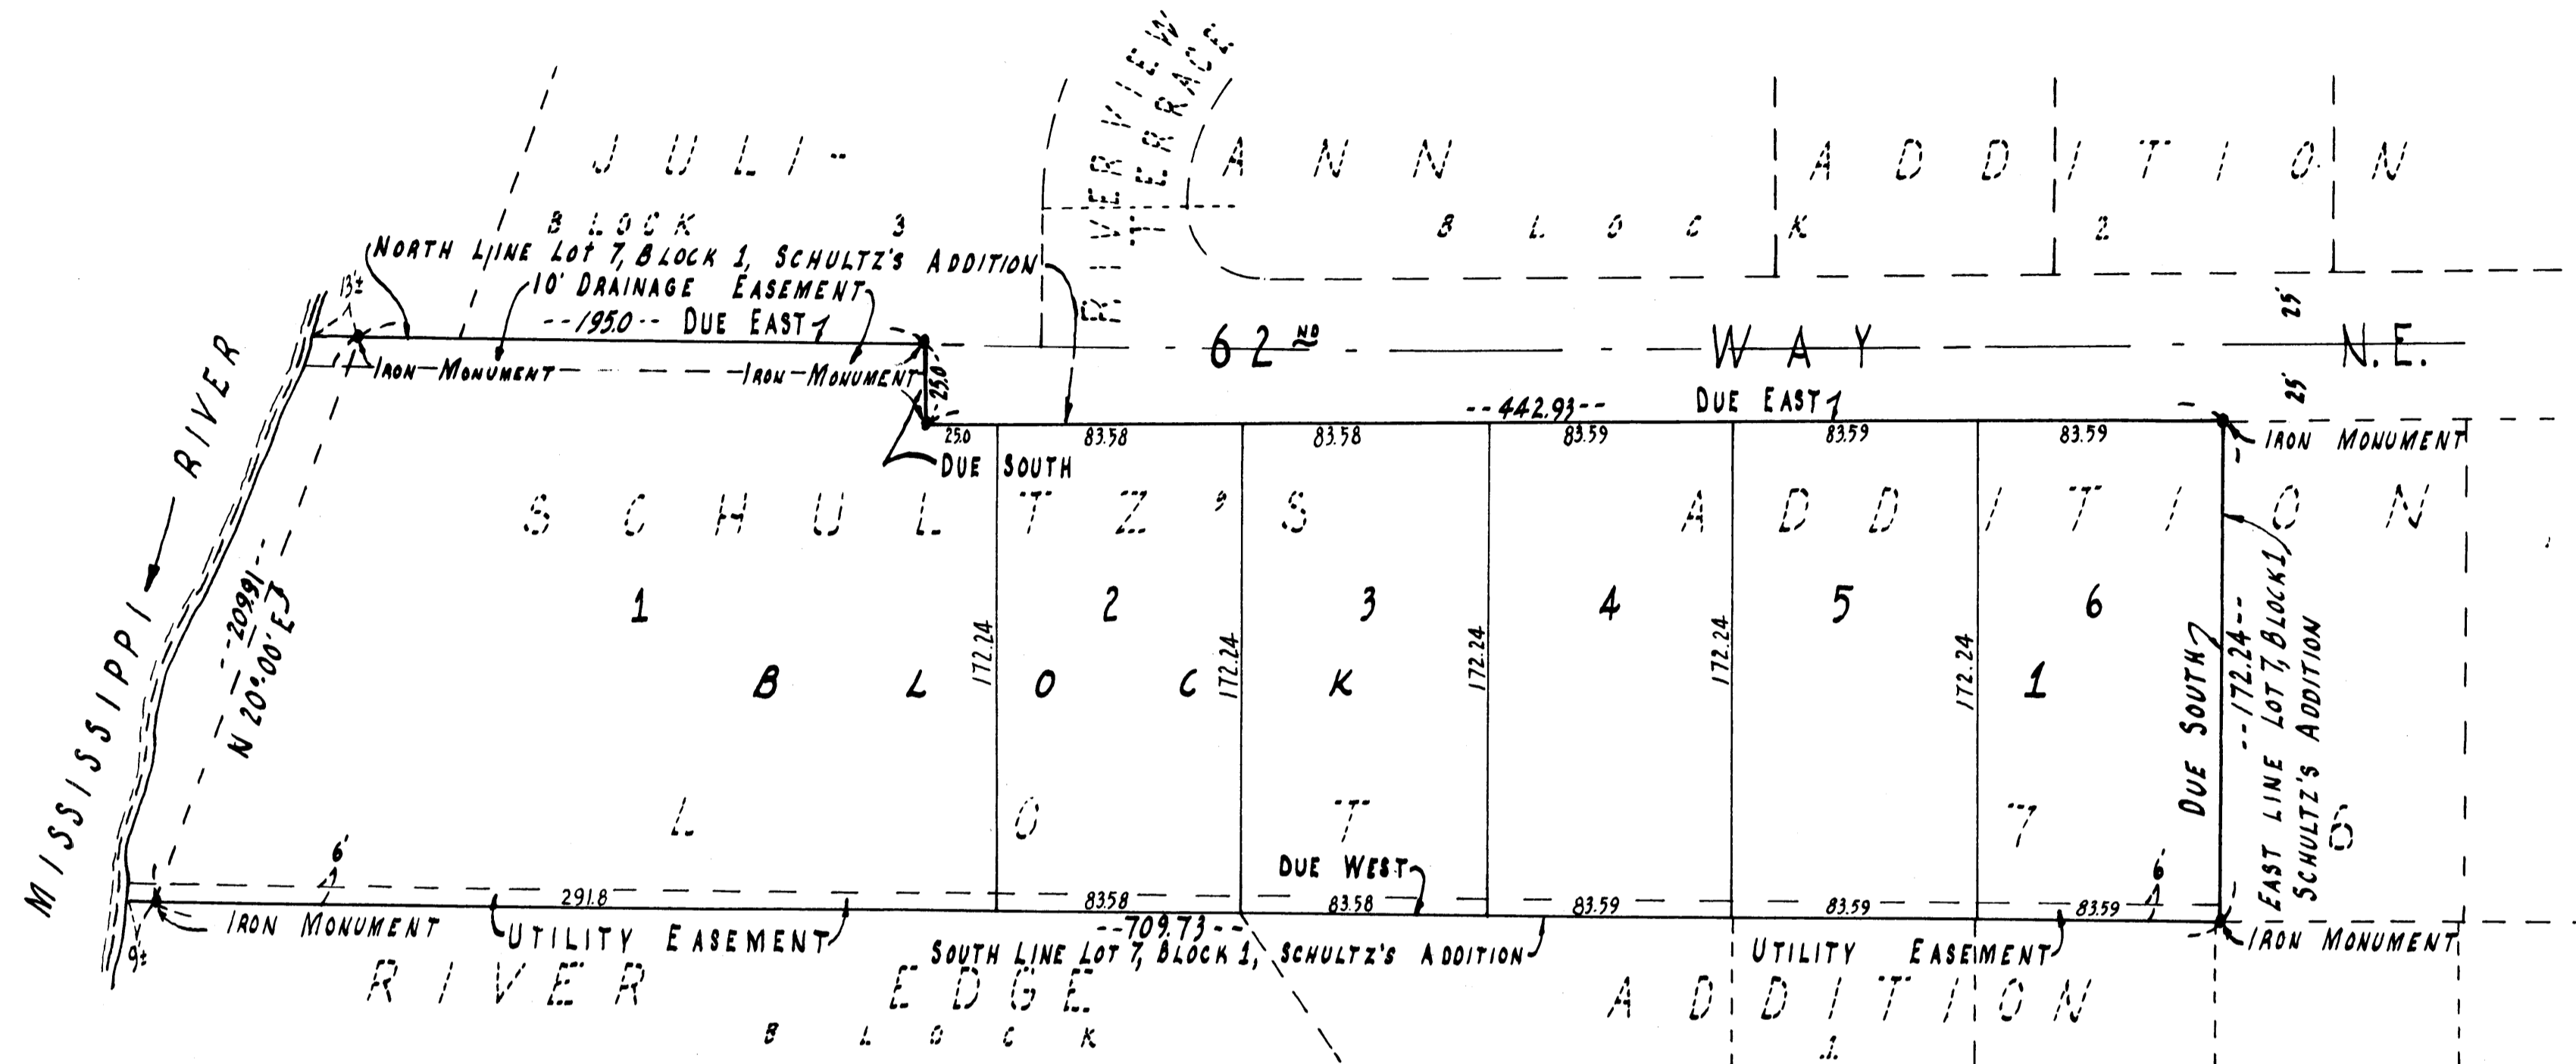 RIVERVIEW
TERRACE
JULI- ANN ADDITION
BLOCK 3
BLOCK 2
NORTH LINE LOT 7, BLOCK 1, SCHULTZ'S ADDITION
13'±
10' DRAINAGE EASEMENT
--195.0-- DUE EAST
25'
62ND WAY N.E.
IRON MONUMENT
IRON MONUMENT
--25.0--
25'
--442.93-- DUE EAST
25.0
83.58
83.58
83.59
83.59
83.59
IRON MONUMENT
DUE SOUTH
MISSISSIPPI RIVER
SCHULTZ'S ADDITION
1
2
3
4
5
6
--209.91--
N 20°00' E
172.24
172.24
172.24
172.24
172.24
DUE SOUTH
--172.24--
EAST LINE LOT 7, BLOCK 1,
SCHULTZ'S ADDITION
BLOCK 1
LOT 7
6
6'
DUE WEST
6'
291.8
8358
83.58
83.59
83.59
83.59
9'±
IRON MONUMENT
UTILITY EASEMENT
--709.73--
SOUTH LINE LOT 7, BLOCK 1, SCHULTZ'S ADDITION
UTILITY EASEMENT
IRON MONUMENT
RIVER EDGE ADDITION
BLOCK 1